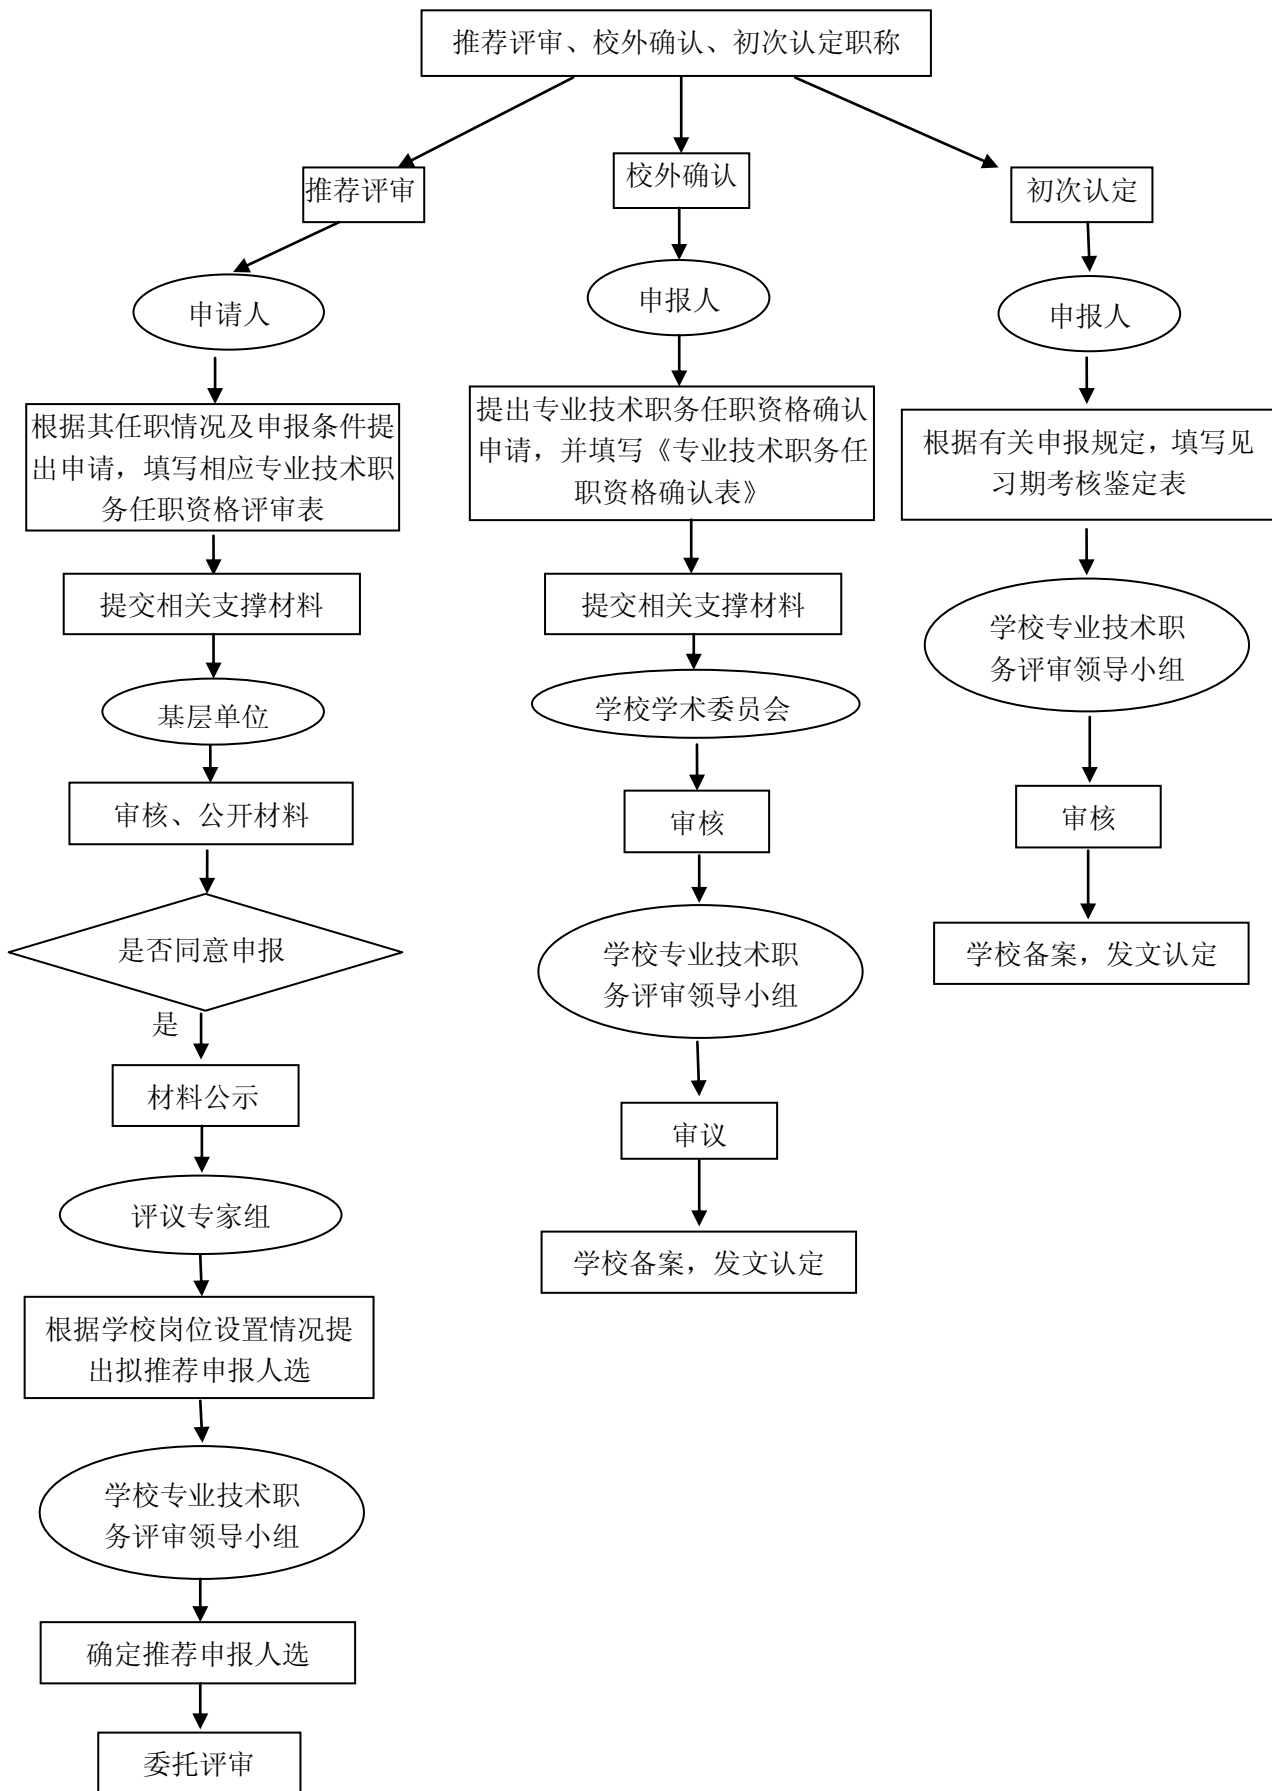 推荐评审、校外确认、初次认定职称
推荐评审
申请人
根据其任职情况及申报条件提
出申请，填写相应专业技术职
务任职资格评审表
提交相关支撑材料
基层单位
审核、公开材料
是否同意申报
是
材料公示
评议专家组
根据学校岗位设置情况提
出拟推荐申报人选
学校专业技术职
务评审领导小组
确定推荐申报人选
委托评审
校外确认
申报人
提出专业技术职务任职资格确认
申请，并填写《专业技术职务任
职资格确认表》
提交相关支撑材料
学校学术委员会
审核
学校专业技术职
务评审领导小组
审议
学校备案，发文认定
初次认定
申报人
根据有关申报规定，填写见
习期考核鉴定表
学校专业技术职
务评审领导小组
审核
学校备案，发文认定